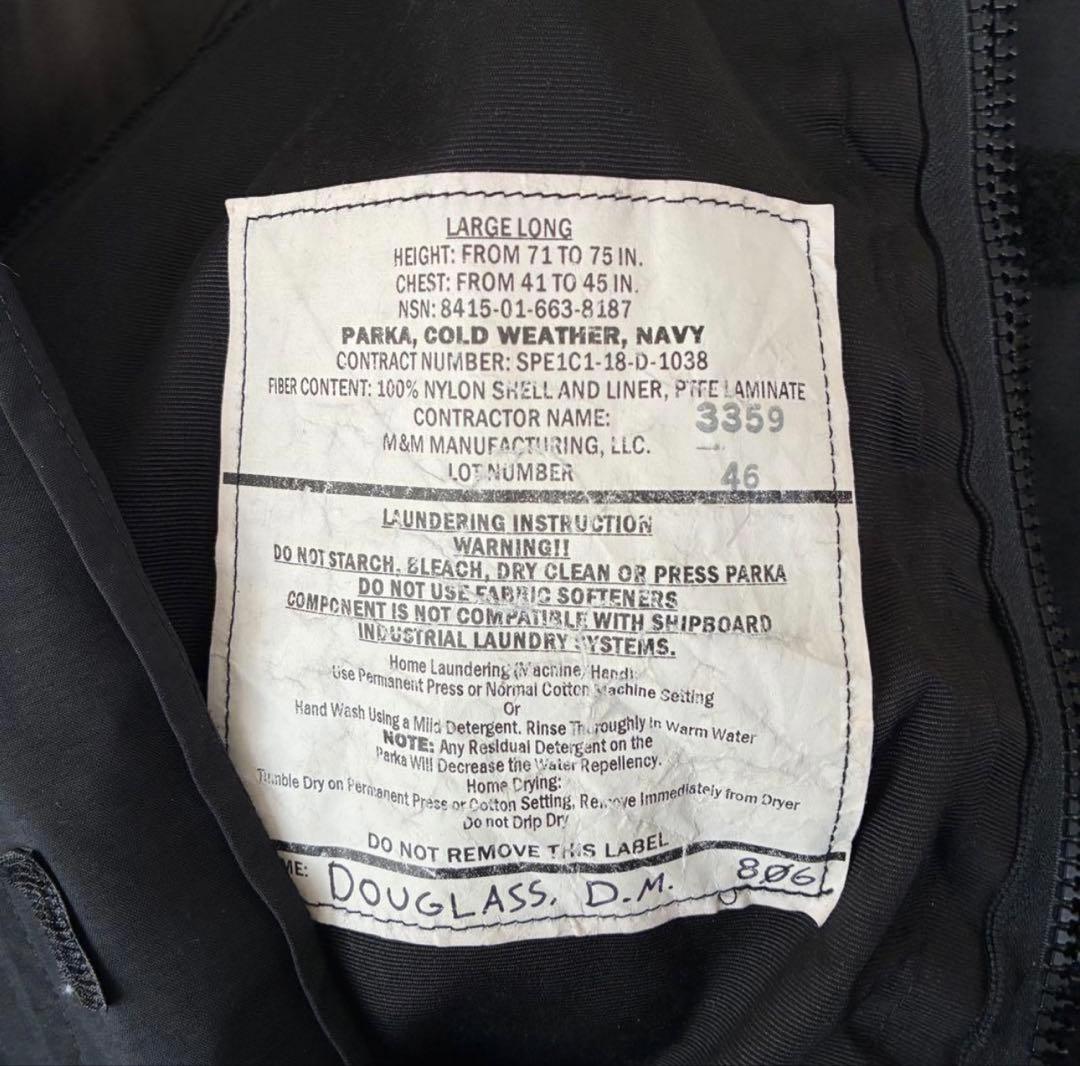 LARGE LONG
HEIGHT: FROM 71 TO 75 IN.
CHEST: FROM 41 TO 45 IN.
NSN: 8415-01-663-8187
PARKA, COLD WEATHER, NAVY
CONTRACT NUMBER: SPE1C1-18-D-1038
FIBER CONTENT: 100% NYLON SHELL AND LINER, PTFE LAMINATE
CONTRACTOR NAME: 3359
M&M MANUFACTURING, LLC.
LOT NUMBER 46
LAUNDERING INSTRUCTION
WARNING!!
DO NOT STARCH, BLEACH, DRY CLEAN OR PRESS PARKA
DO NOT USE FABRIC SOFTENERS
COMPONENT IS NOT COMPATIBLE WITH SHIPBOARD
INDUSTRIAL LAUNDRY SYSTEMS.
Home Laundering (Machine/Hand):
Use Permanent Press or Normal Cotton Machine Setting
Or
Hand Wash Using a Mild Detergent. Rinse Thoroughly in Warm Water
NOTE: Any Residual Detergent on the
Parka Will Decrease the Water Repellency.
Home Drying:
Tumble Dry on Permanent Press or Cotton Setting, Remove Immediately from Dryer
Do not Drip Dry
DO NOT REMOVE THIS LABEL
ME: DOUGLASS, D.M. 8Ø6